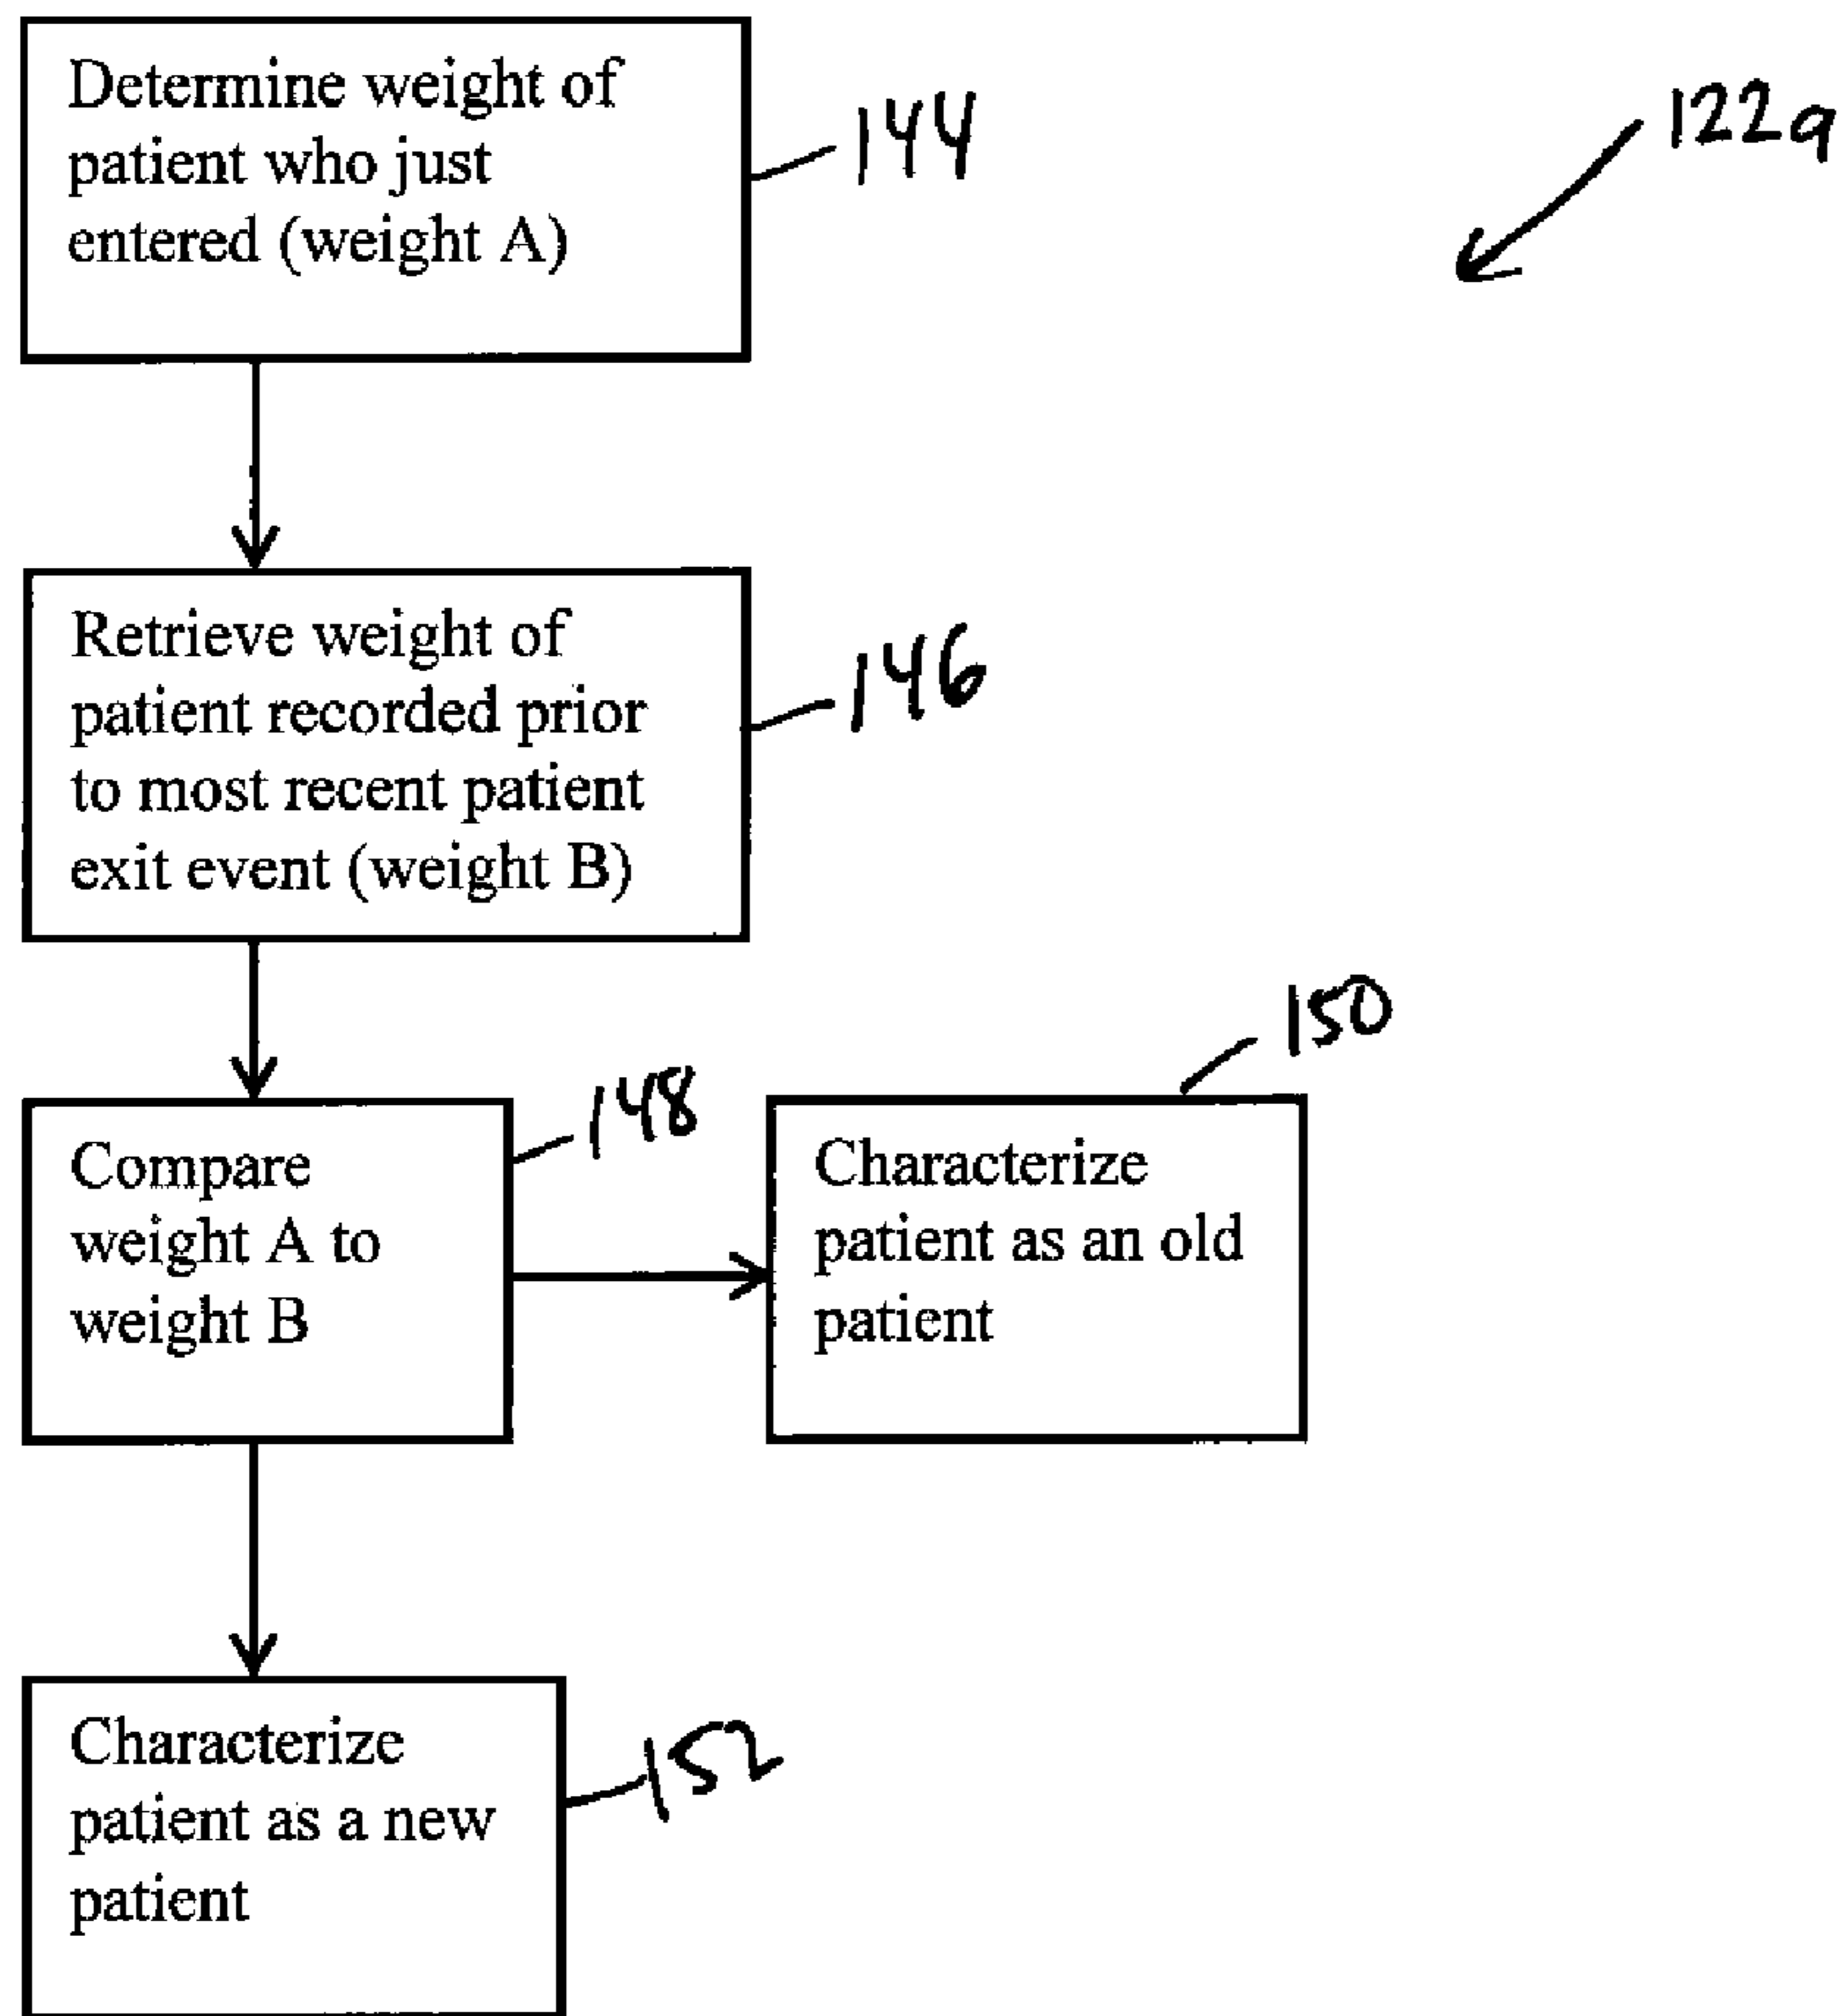 Determine weight of
patient who just
entered (weight A)
144
122a
Retrieve weight of
patient recorded prior
to most recent patient
exit event (weight B)
146
Compare
weight A to
weight B
148
Characterize
patient as an old
patient
150
Characterize
patient as a new
patient
152